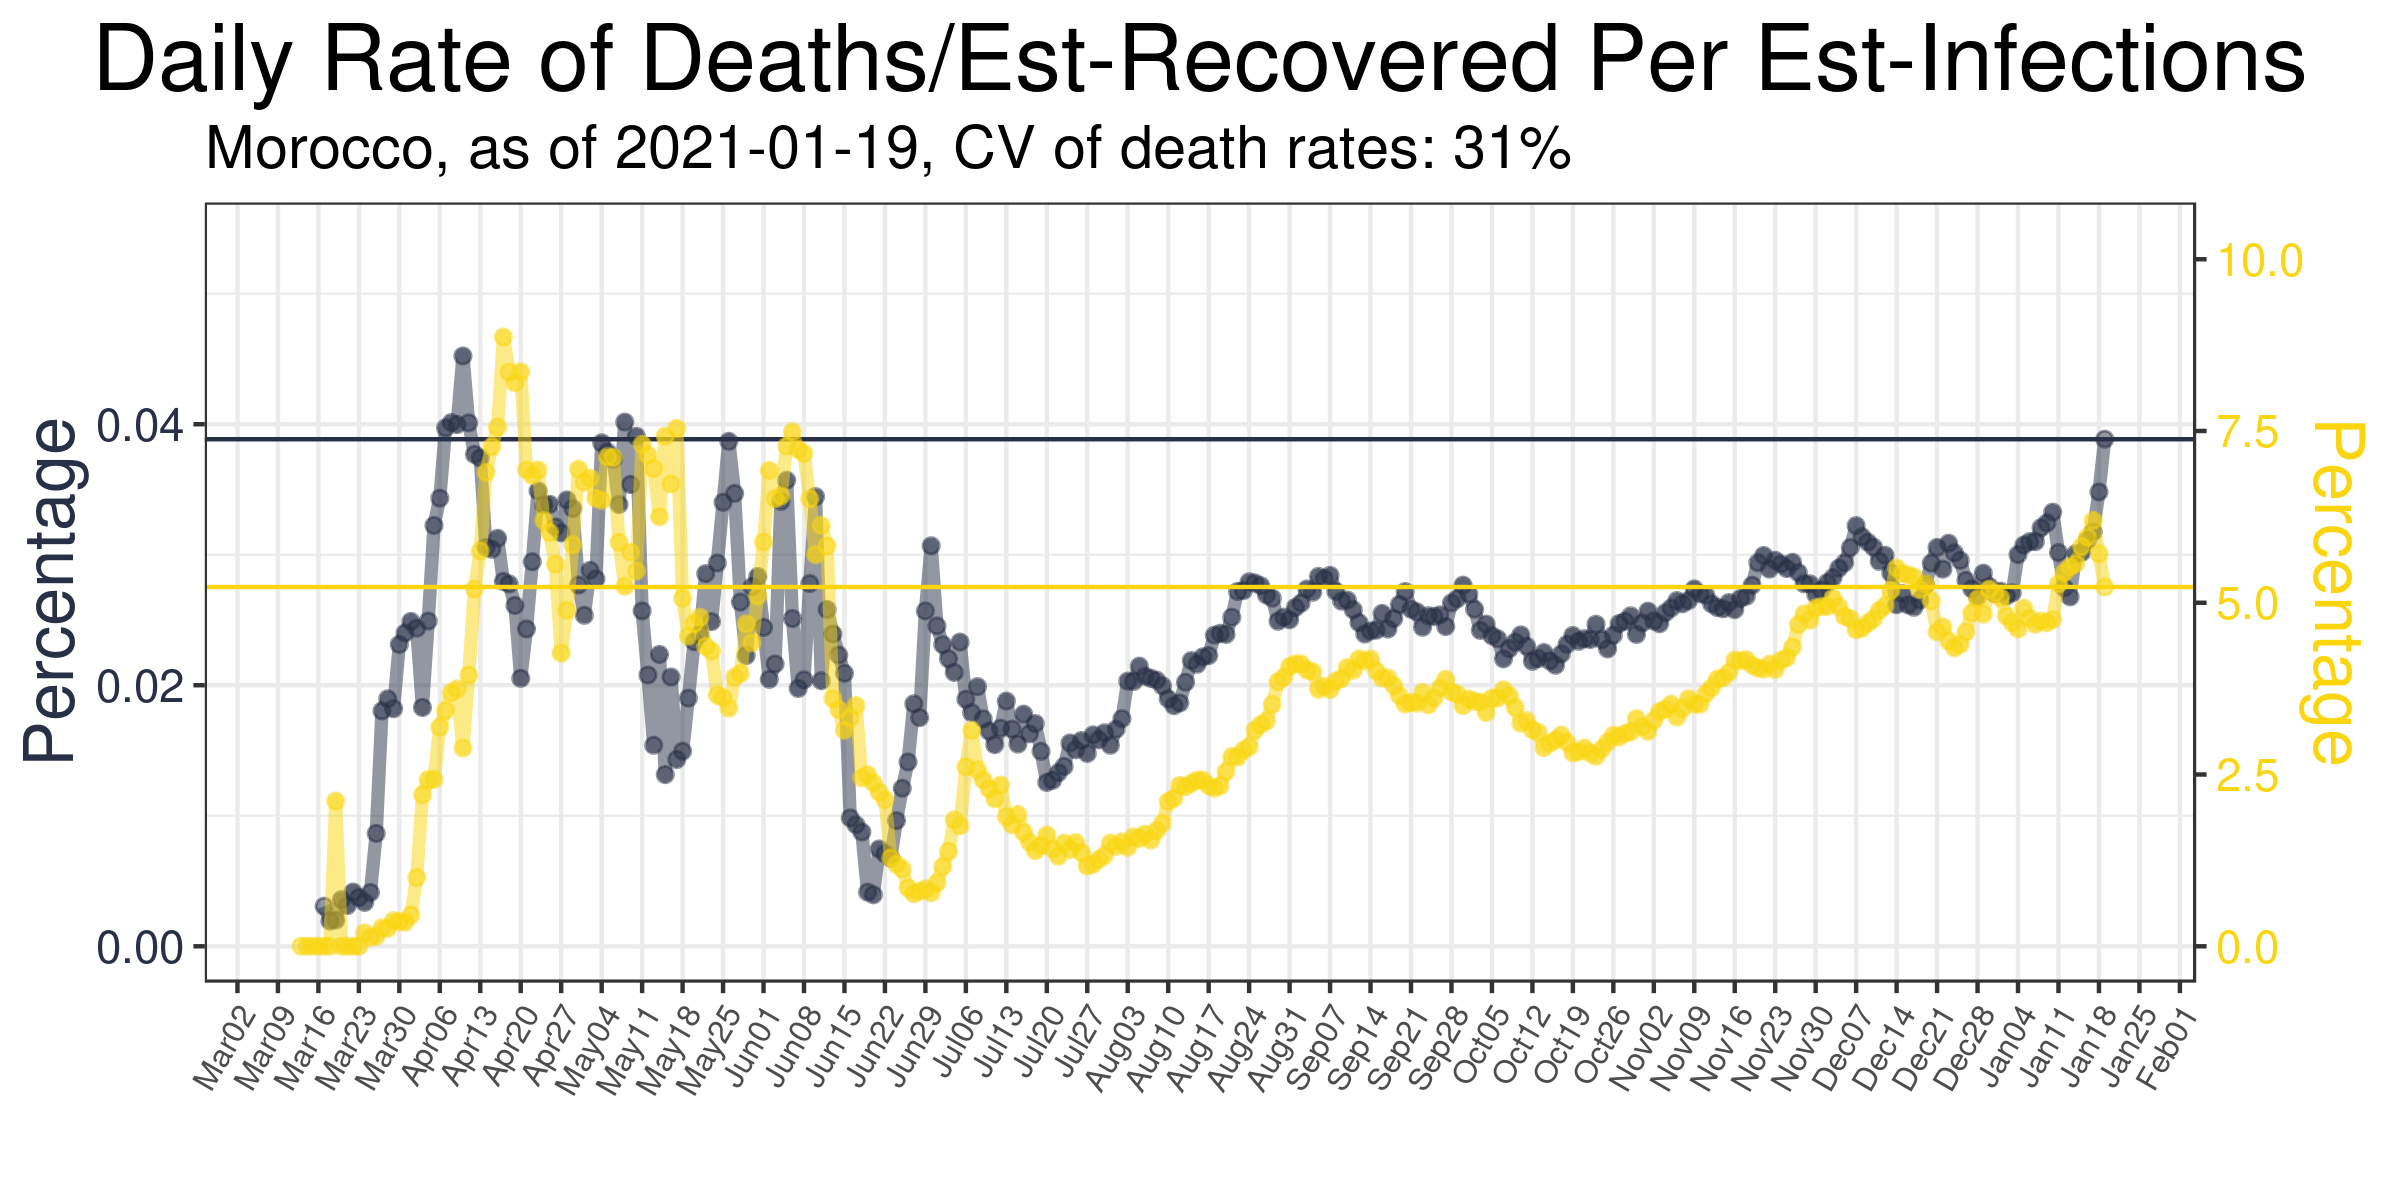 Daily Rate of Deaths/Est-Recovered Per Est-Infections
Morocco, as of 2021-01-19, CV of death rates: 31%
Percentage
0.04
0.02
0.00
10.0
7.5
5.0
2.5
0.0
Percentage
Mar02
Mar09
Mar16
Mar23
Mar30
Apr06
Apr13
Apr20
Apr27
May04
May11
May18
May25
Jun01
Jun08
Jun15
Jun22
Jun29
Jul06
Jul13
Jul20
Jul27
Aug03
Aug10
Aug17
Aug24
Aug31
Sep07
Sep14
Sep21
Sep28
Oct05
Oct12
Oct19
Oct26
Nov02
Nov09
Nov16
Nov23
Nov30
Dec07
Dec14
Dec21
Dec28
Jan04
Jan11
Jan18
Jan25
Feb01